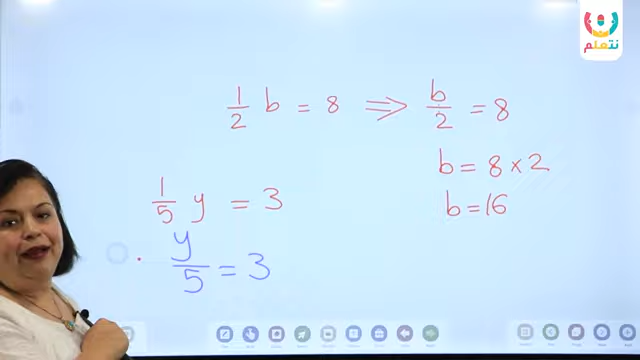 نتعلم
1/2 b = 8 ⇒ b/2 = 8
b = 8 × 2
b = 16
1/5 y = 3
y/5 = 3